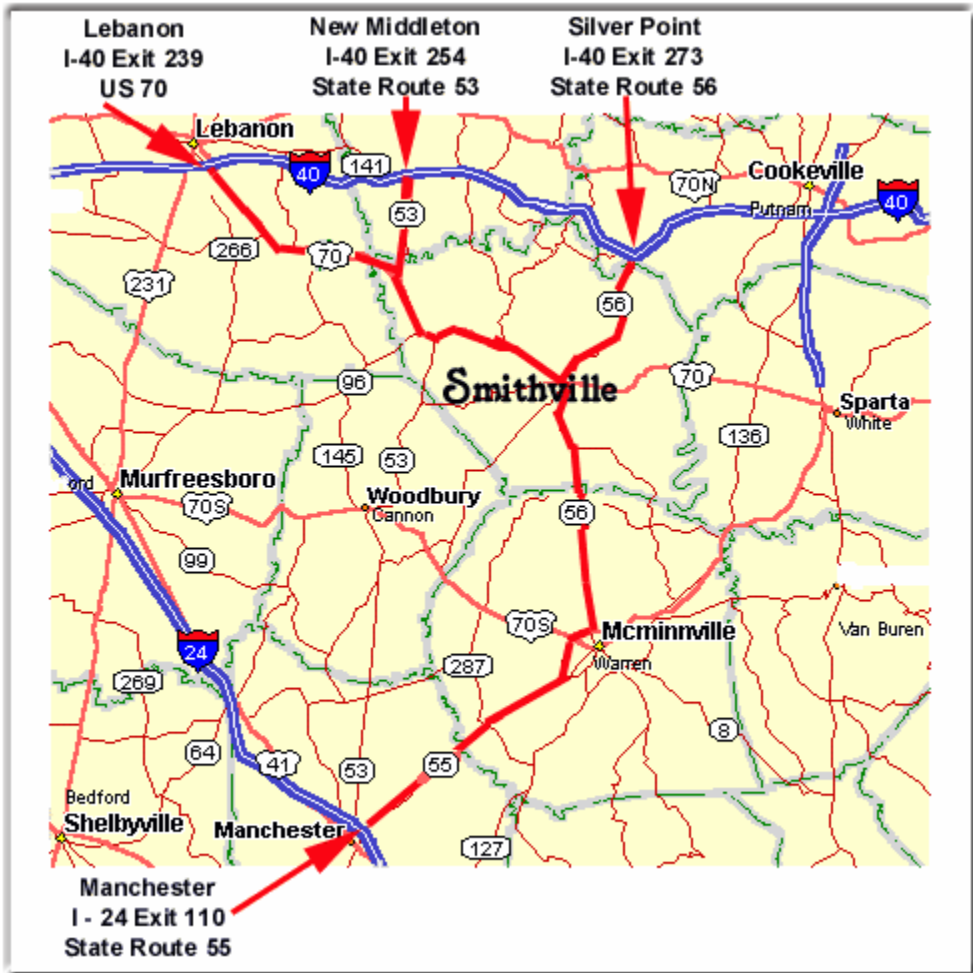 Lebanon
I-40 Exit 239
US 70
New Middleton
I-40 Exit 254
State Route 53
Silver Point
I-40 Exit 273
State Route 56
Lebanon
40
141
70N
Cookeville
Putnam
40
53
266
70
231
56
96
Smithville
70
Sparta
White
136
145
53
ord
Murfreesboro
70S
Woodbury
Cannon
56
99
70S
Mcminnville
Warren
Van Buren
24
287
269
64
41
53
55
8
Bedford
Shelbyville
Manchester
127
Manchester
I - 24 Exit 110
State Route 55